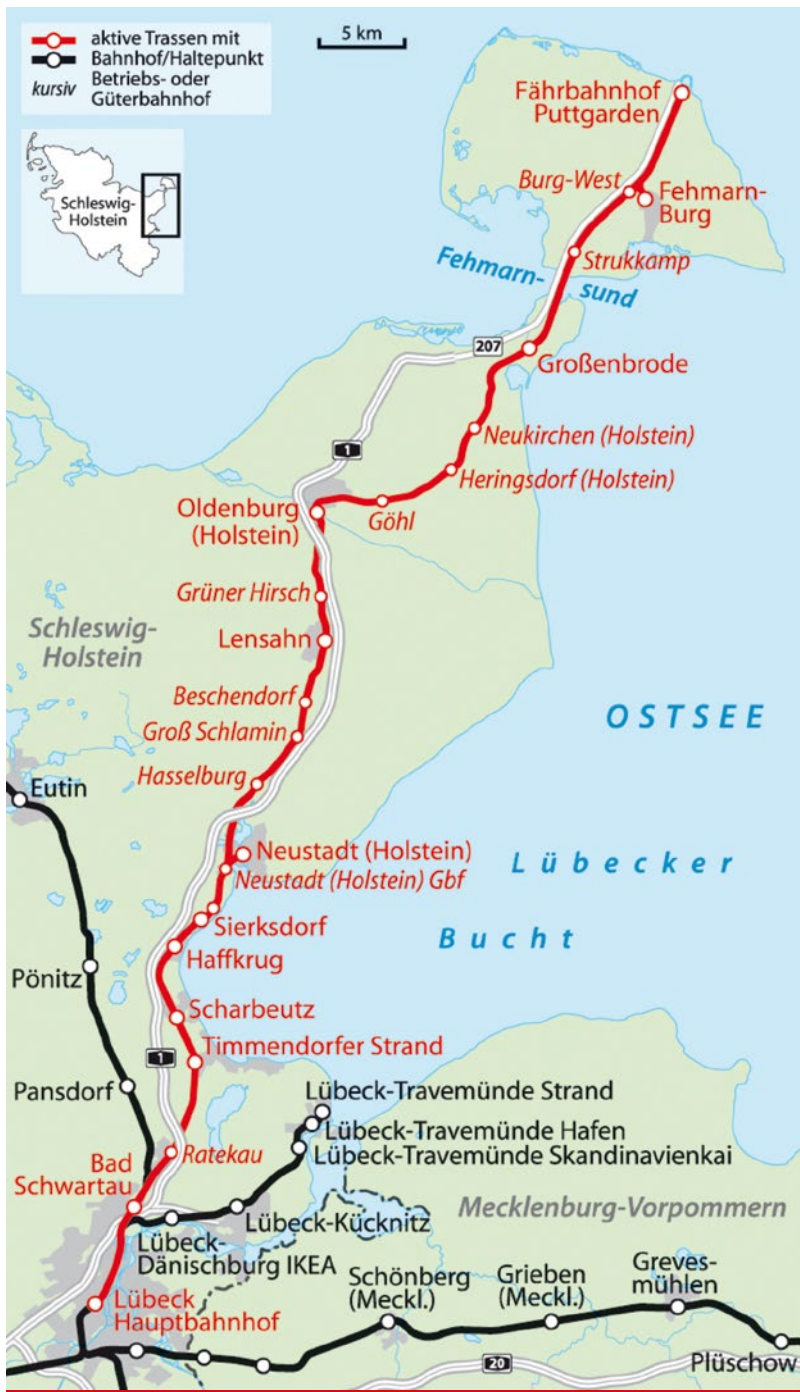 aktive Trassen mit
Bahnhof/Haltepunkt
kursiv Betriebs- oder
Güterbahnhof
5 km
Schleswig-
Holstein
Fährbahnhof
Puttgarden
Burg-West
Fehmarn-
Burg
Strukkamp
Fehmarn-
sund
207
Großenbrode
1
Neukirchen (Holstein)
Heringsdorf (Holstein)
Göhl
Oldenburg
(Holstein)
Grüner Hirsch
Schleswig-
Holstein
Lensahn
Beschendorf
OSTSEE
Groß Schlamin
Hasselburg
Eutin
Neustadt (Holstein)
Neustadt (Holstein) Gbf
Lübecker
Bucht
Sierksdorf
Haffkrug
Pönitz
Scharbeutz
Timmendorfer Strand
1
Pansdorf
Lübeck-Travemünde Strand
Lübeck-Travemünde Hafen
Lübeck-Travemünde Skandinavienkai
Ratekau
Bad
Schwartau
Mecklenburg-Vorpommern
Lübeck-Kücknitz
Lübeck-
Dänischburg IKEA
Lübeck
Hauptbahnhof
Schönberg
(Meckl.)
Grieben
(Meckl.)
Greves-
mühlen
Plüschow
20